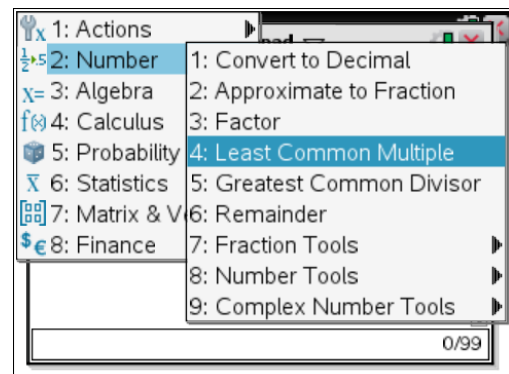 1: Actions
2: Number
3: Algebra
4: Calculus
5: Probability
6: Statistics
7: Matrix & V
8: Finance
1: Convert to Decimal
2: Approximate to Fraction
3: Factor
4: Least Common Multiple
5: Greatest Common Divisor
6: Remainder
7: Fraction Tools
8: Number Tools
9: Complex Number Tools
0/99